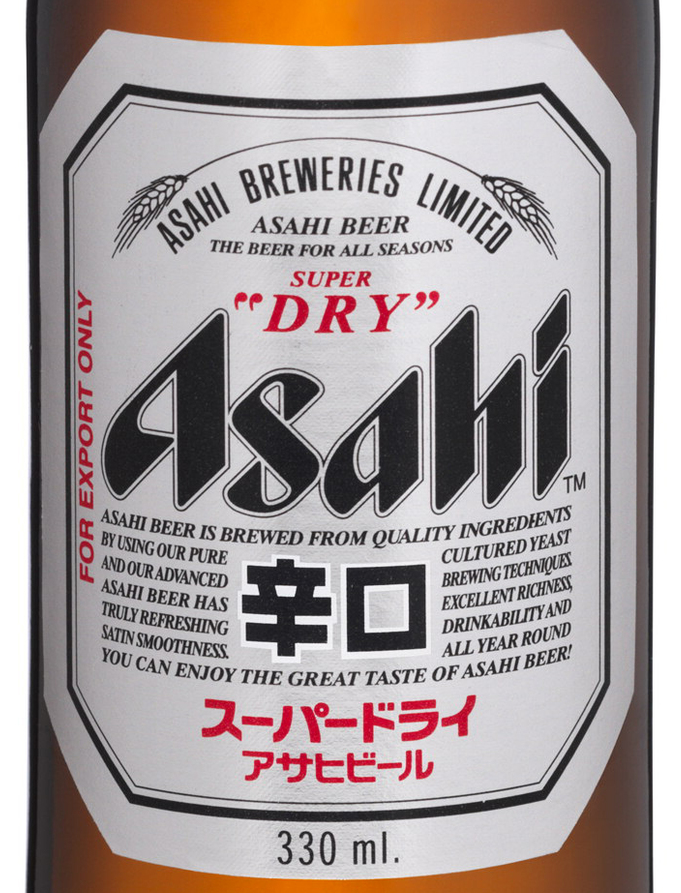 ASAHI BREWERIES LIMITED
ASAHI BEER
THE BEER FOR ALL SEASONS
SUPER
"DRY"
Asahi TM
FOR EXPORT ONLY
ASAHI BEER IS BREWED FROM QUALITY INGREDIENTS
BY USING OUR PURE CULTURED YEAST
AND OUR ADVANCED BREWING TECHNIQUES.
ASAHI BEER HAS EXCELLENT RICHNESS,
TRULY REFRESHING DRINKABILITY AND
SATIN SMOOTHNESS. ALL YEAR ROUND
辛口
YOU CAN ENJOY THE GREAT TASTE OF ASAHI BEER!
スーパードライ
アサヒビール
330 ml.